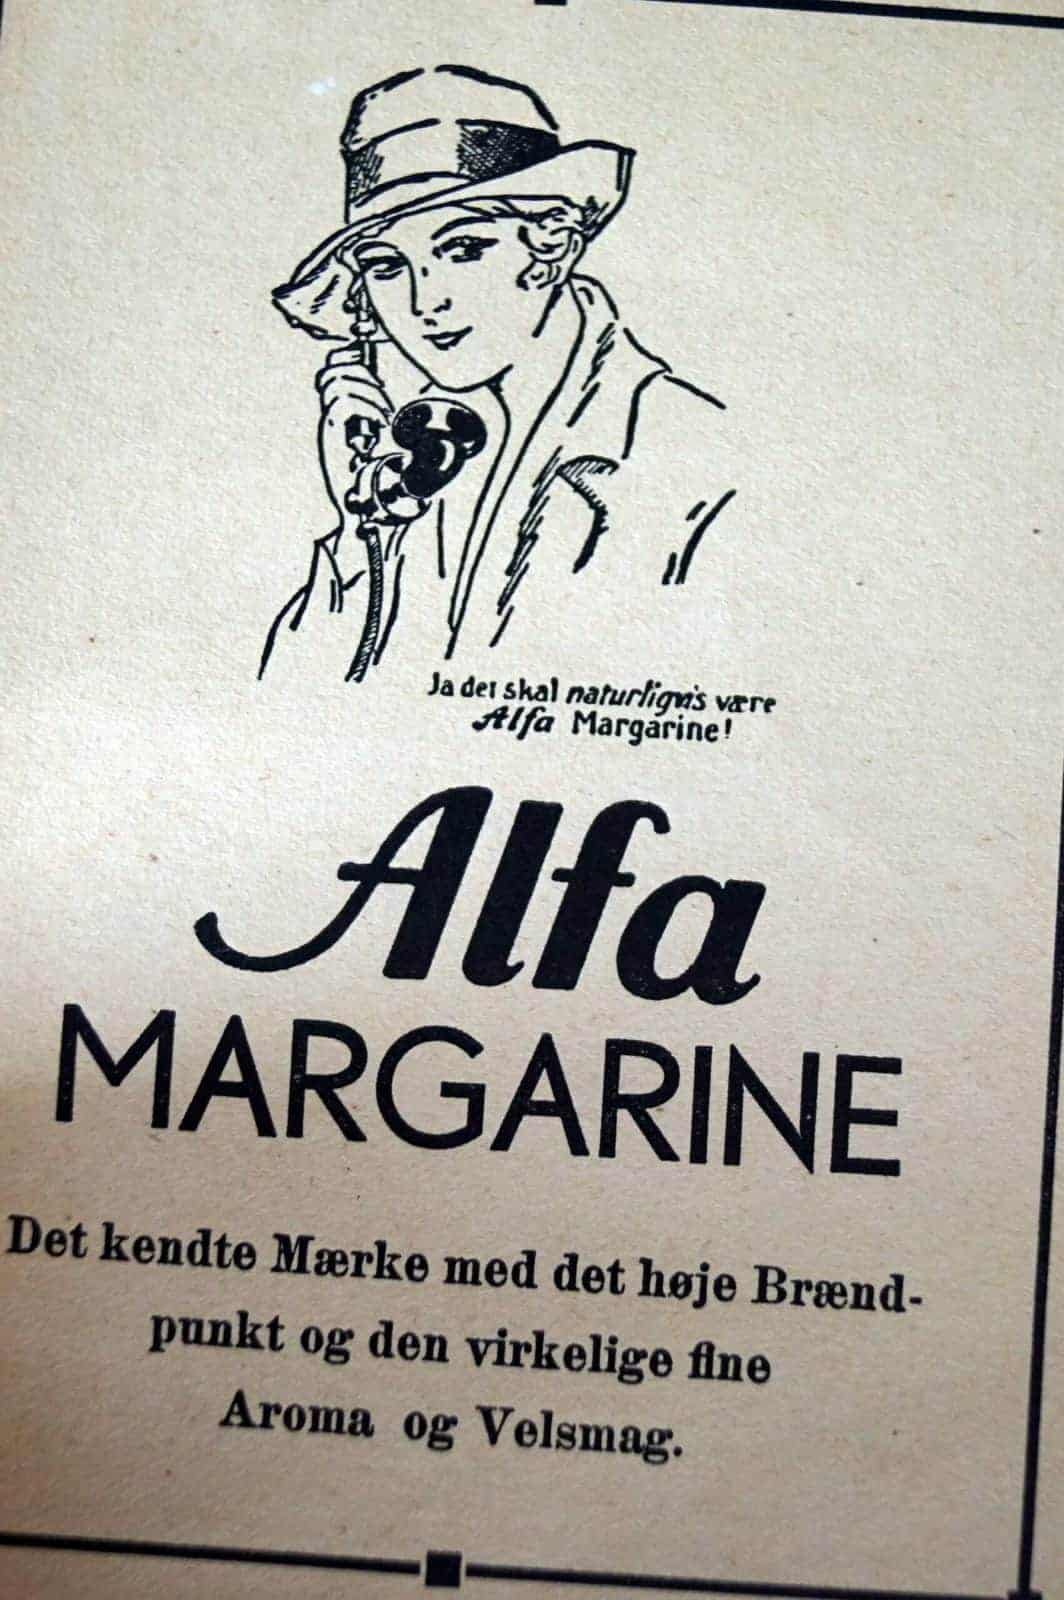 Ja det skal naturligvis være
Alfa Margarine!
Alfa
MARGARINE
Det kendte Mærke med det høje Brænd-
punkt og den virkelige fine
Aroma og Velsmag.